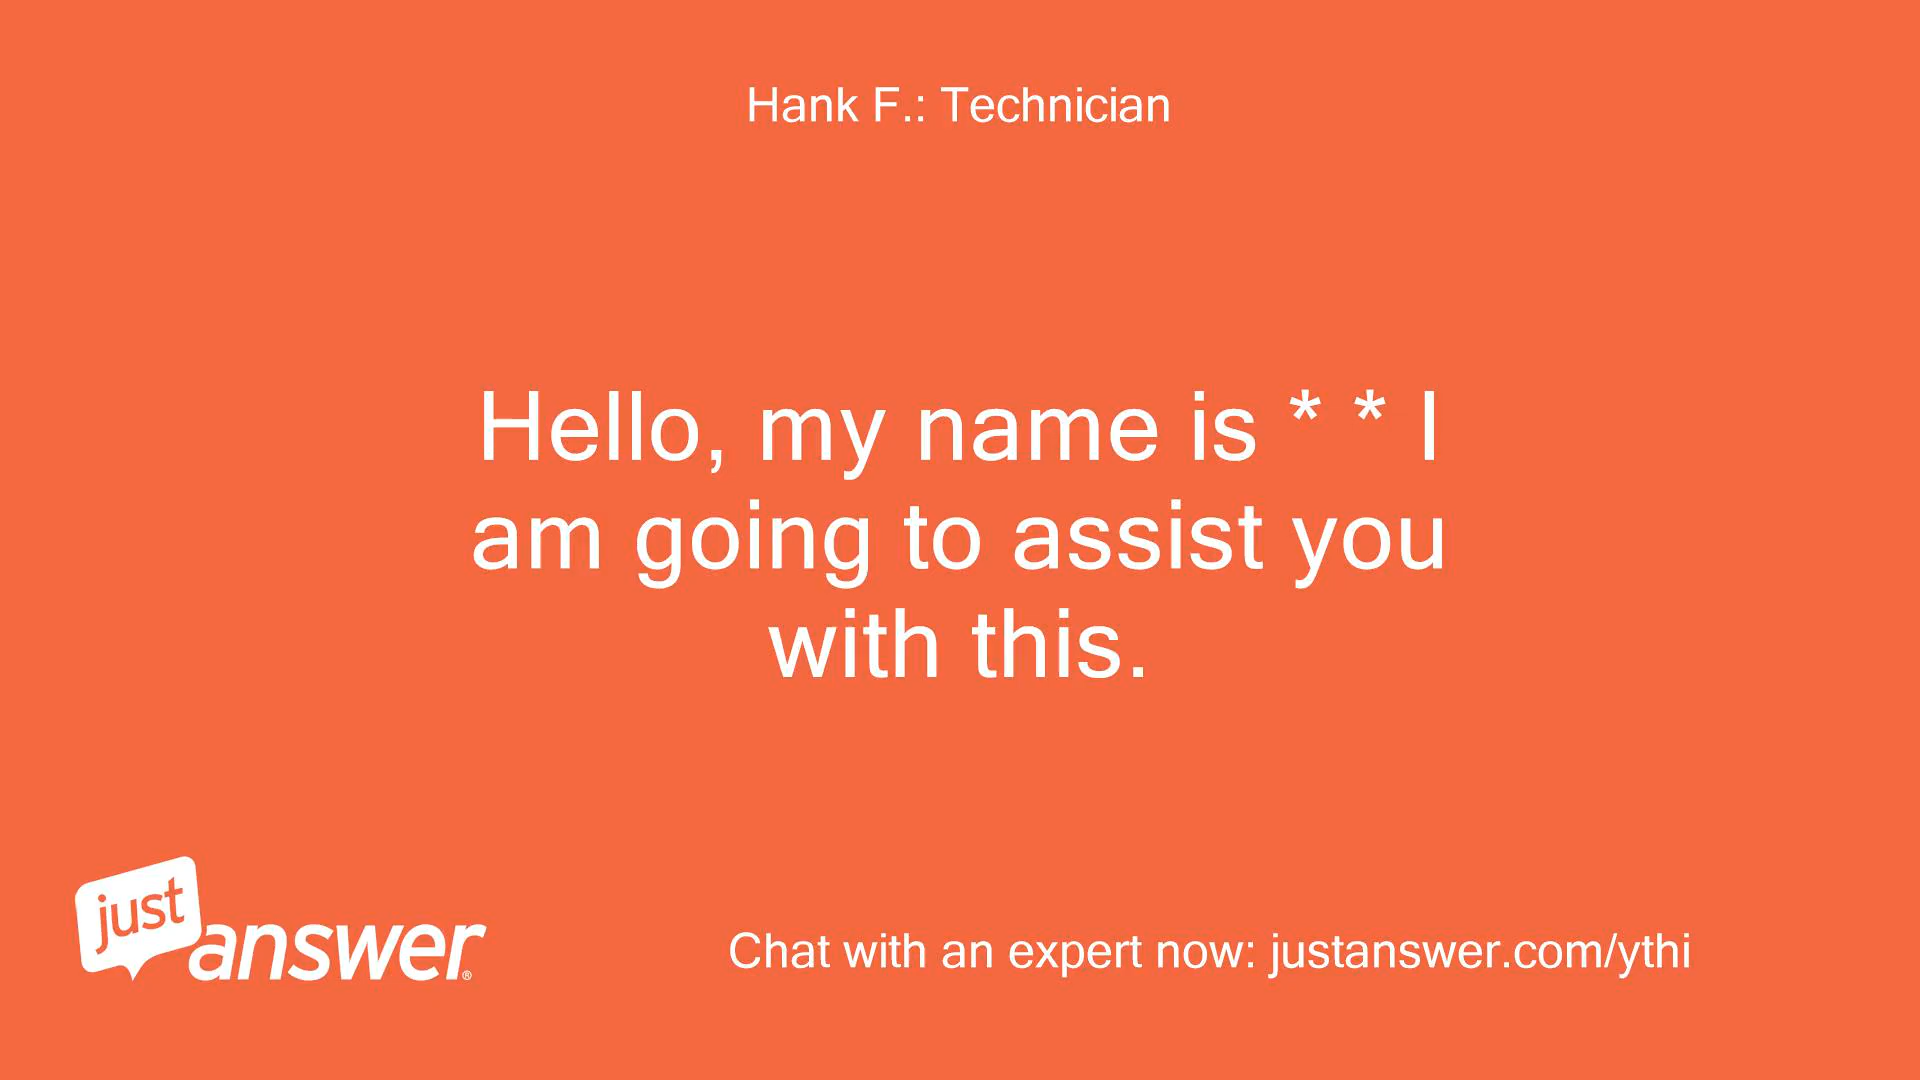 Hank F.: Technician
Hello, my name is * * I
am going to assist you
with this.
just
answer®
Chat with an expert now: justanswer.com/ythi